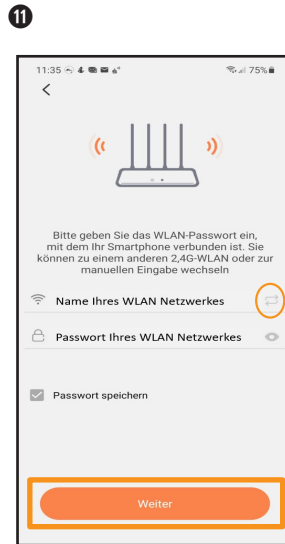 11
11:35
75%
Bitte geben Sie das WLAN-Passwort ein,
mit dem Ihr Smartphone verbunden ist. Sie
können zu einem anderen 2,4G-WLAN oder zur
manuellen Eingabe wechseln
Name Ihres WLAN Netzwerkes
Passwort Ihres WLAN Netzwerkes
Passwort speichern
Weiter